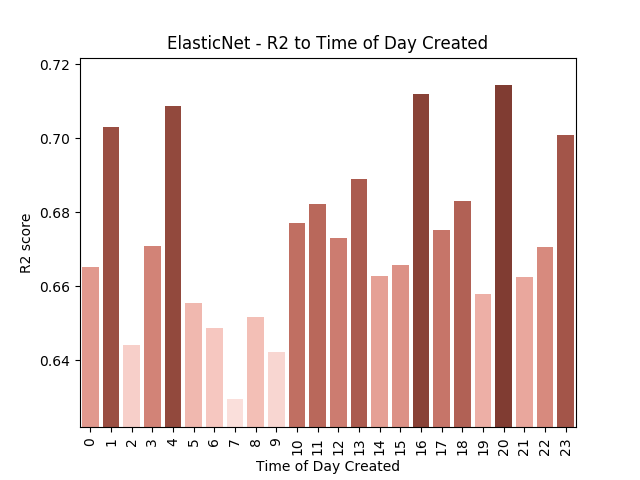 ElasticNet - R2 to Time of Day Created
0.72
0.70
0.68
0.66
0.64
R2 score
0 1 2 3 4 5 6 7 8 9 10 11 12 13 14 15 16 17 18 19 20 21 22 23
Time of Day Created